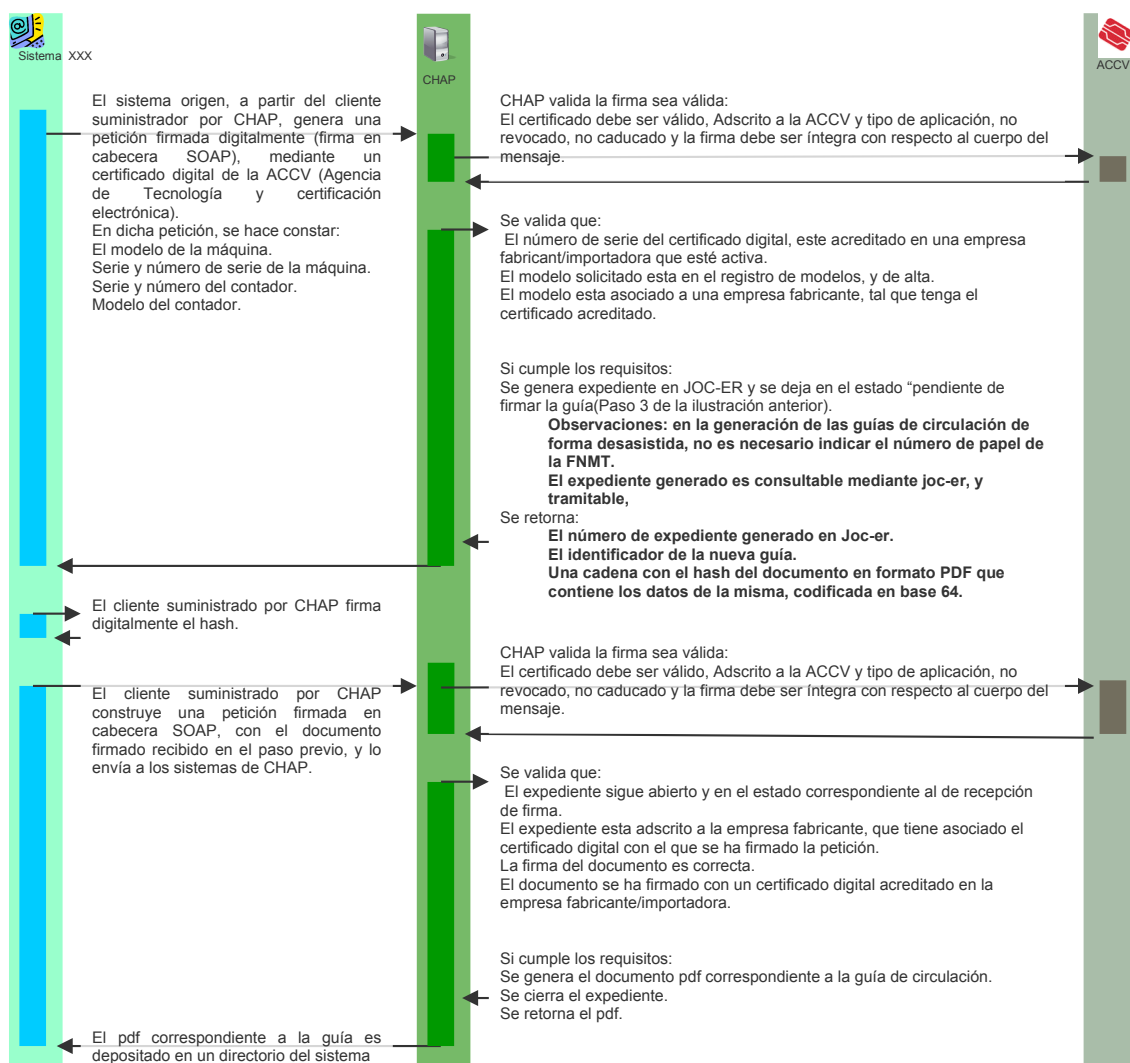 Sistema XXX
CHAP
ACCV
El sistema origen, a partir del cliente
suministrador por CHAP, genera una
petición firmada digitalmente (firma en
cabecera SOAP), mediante un
certificado digital de la ACCV (Agencia
de Tecnología y certificación
electrónica).
En dicha petición, se hace constar:
El modelo de la máquina.
Serie y número de serie de la máquina.
Serie y número del contador.
Modelo del contador.
CHAP valida la firma sea válida:
El certificado debe ser válido, Adscrito a la ACCV y tipo de aplicación, no
revocado, no caducado y la firma debe ser íntegra con respecto al cuerpo del
mensaje.
Se valida que:
El número de serie del certificado digital, este acreditado en una empresa
fabricant/importadora que esté activa.
El modelo solicitado esta en el registro de modelos, y de alta.
El modelo esta asociado a una empresa fabricante, tal que tenga el
certificado acreditado.
Si cumple los requisitos:
Se genera expediente en JOC-ER y se deja en el estado “pendiente de
firmar la guía(Paso 3 de la ilustración anterior).
Observaciones: en la generación de las guías de circulación de
forma desasistida, no es necesario indicar el número de papel de
la FNMT.
El expediente generado es consultable mediante joc-er, y
tramitable,
Se retorna:
El número de expediente generado en Joc-er.
El identificador de la nueva guía.
Una cadena con el hash del documento en formato PDF que
contiene los datos de la misma, codificada en base 64.
El cliente suministrado por CHAP firma
digitalmente el hash.
CHAP valida la firma sea válida:
El certificado debe ser válido, Adscrito a la ACCV y tipo de aplicación, no
revocado, no caducado y la firma debe ser íntegra con respecto al cuerpo del
mensaje.
El cliente suministrado por CHAP
construye una petición firmada en
cabecera SOAP, con el documento
firmado recibido en el paso previo, y lo
envía a los sistemas de CHAP.
Se valida que:
El expediente sigue abierto y en el estado correspondiente al de recepción
de firma.
El expediente esta adscrito a la empresa fabricante, que tiene asociado el
certificado digital con el que se ha firmado la petición.
La firma del documento es correcta.
El documento se ha firmado con un certificado digital acreditado en la
empresa fabricante/importadora.
Si cumple los requisitos:
Se genera el documento pdf correspondiente a la guía de circulación.
Se cierra el expediente.
Se retorna el pdf.
El pdf correspondiente a la guía es
depositado en un directorio del sistema